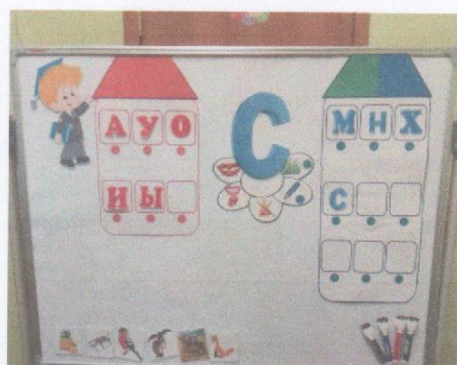 А У О
И Ы
С
М Н Х
С